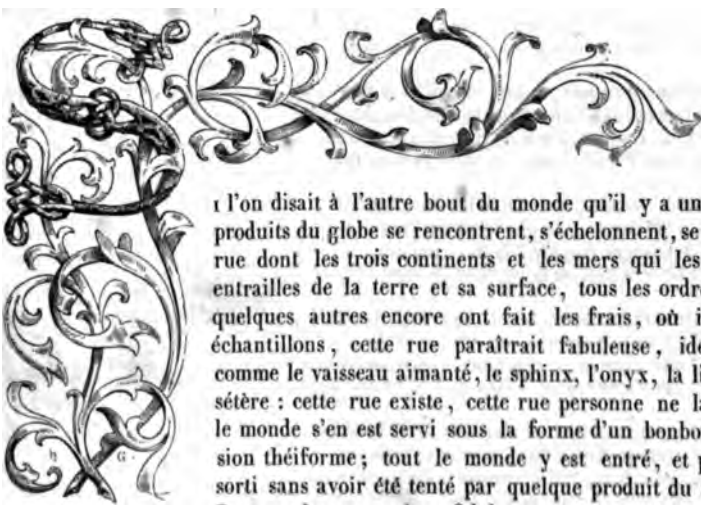 SI l'on disait à l'autre bout du monde qu'il y a un
produits du globe se rencontrent, s'échelonnent, se
rue dont les trois continents et les mers qui les
entrailles de la terre et sa surface, tous les ordr
quelques autres encore ont fait les frais, où i
échantillons, cette rue paraîtrait fabuleuse, id
comme le vaisseau aimanté, le sphinx, l'onyx, la li
sétère : cette rue existe, cette rue personne ne l
le monde s'en est servi sous la forme d'un bonbo
sion théiforme; tout le monde y est entré, et p
sorti sans avoir été tenté par quelque produit du
G.